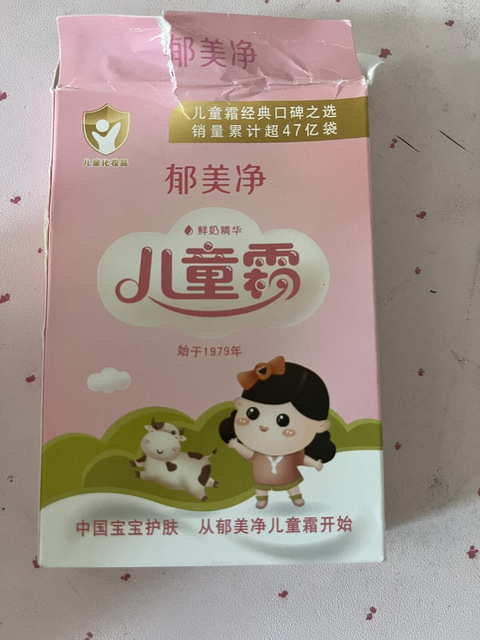 郁美净
儿童霜经典口碑之选
销量累计超47亿袋
儿童化妆品
郁美净
鲜奶精华
儿童霜
始于1979年
中国宝宝护肤 从郁美净儿童霜开始